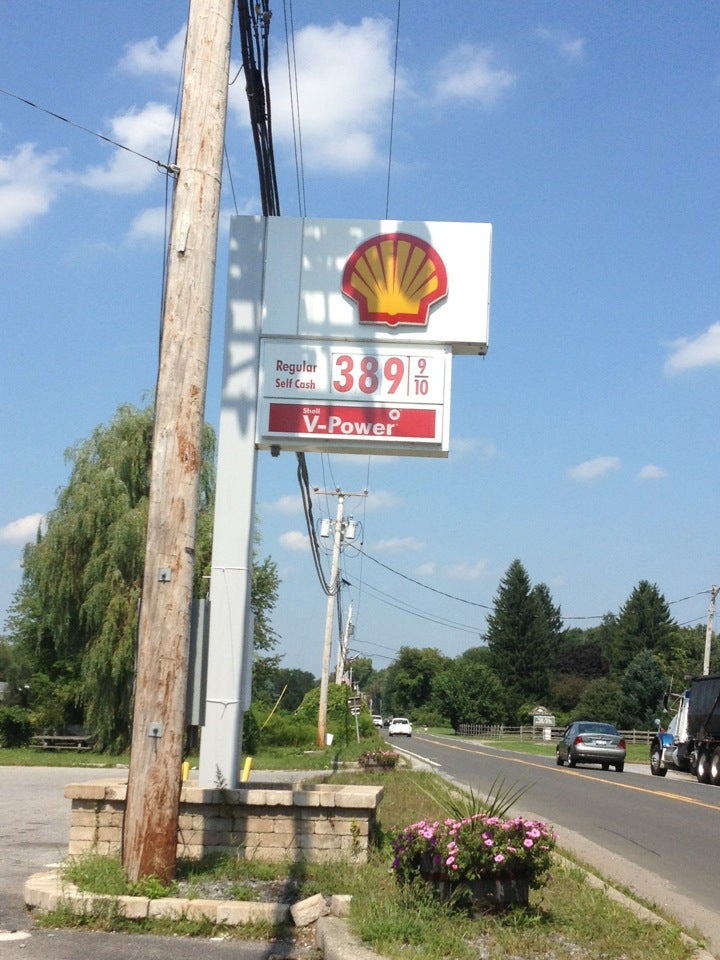 Regular
Self Cash
389 9/10
Shell
V-Power